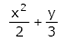 x²/2 + y/3